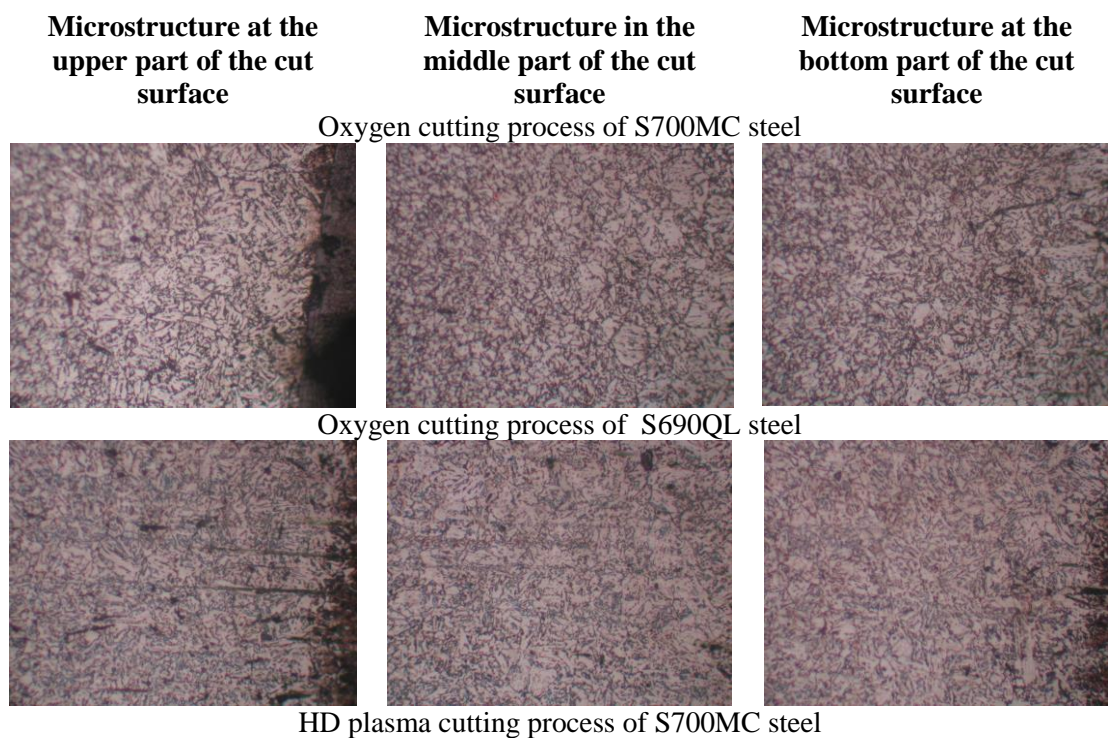 Microstructure at the
upper part of the cut
surface
Microstructure in the
middle part of the cut
surface
Microstructure at the
bottom part of the cut
surface
Oxygen cutting process of S700MC steel
Oxygen cutting process of S690QL steel
HD plasma cutting process of S700MC steel